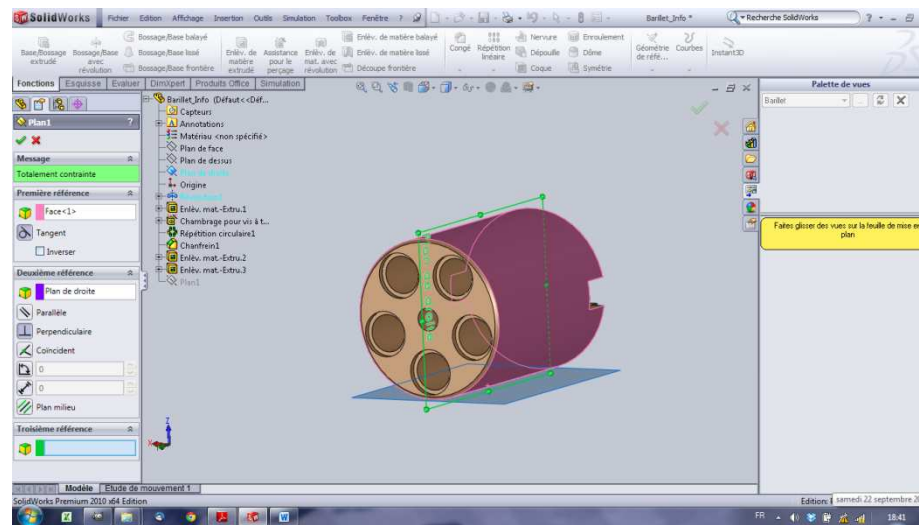 SolidWorks Fichier Edition Affichage Insertion Outils Simulation Toolbox Fenêtre ? Barillet_Info * Recherche SolidWorks
Base/Bossage extrudé
Bossage/Base avec révolution
Bossage/Base balayé
Bossage/Base lissé
Bossage/Base frontière
Enlèv. de matière extrudé
Assistance pour le perçage
Enlèv. de mat. avec révolution
Enlèv. de matière balayé
Enlèv. de matière lissé
Découpe frontière
Congé
Répétition linéaire
Nervure
Dépouille
Coque
Enroulement
Dôme
Symétrie
Géométrie de réfé...
Courbes
Instant3D
Fonctions Esquisse Evaluer DimXpert Produits Office Simulation
Plan1 ?
Message
Totalement contrainte
Première référence
Face<1>
Tangent
Inverser
Deuxième référence
Plan de droite
Parallèle
Perpendiculaire
Coïncident
0
0
Plan milieu
Troisième référence
Barillet_Info (Défaut<<Déf...
Capteurs
Annotations
Matériau <non spécifié>
Plan de face
Plan de dessus
Plan de droite
Origine
Enlèv. mat.-Extru.1
Chambrage pour vis à t...
Répétition circulaire1
Chanfrein1
Enlèv. mat.-Extru.2
Enlèv. mat.-Extru.3
Plan1
Z
X
Palette de vues
Barillet
Faites glisser des vues sur la feuille de mise en
plan
Modèle Etude de mouvement 1
SolidWorks Premium 2010 x64 Edition
Edition:
samedi 22 septembre 20
FR 18:41